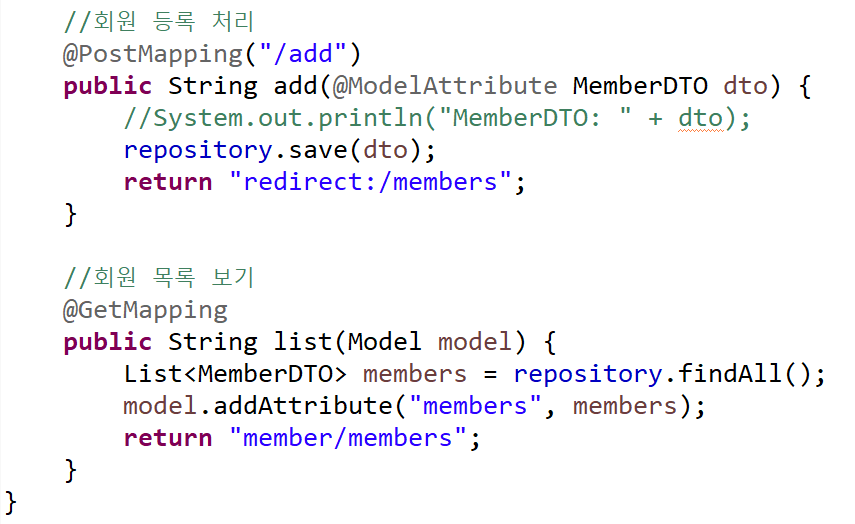 //회원 등록 처리
@PostMapping("/add")
public String add(@ModelAttribute MemberDTO dto) {
//System.out.println("MemberDTO: " + dto);
repository.save(dto);
return "redirect:/members";
}
//회원 목록 보기
@GetMapping
public String list(Model model) {
List<MemberDTO> members = repository.findAll();
model.addAttribute("members", members);
return "member/members";
}
}